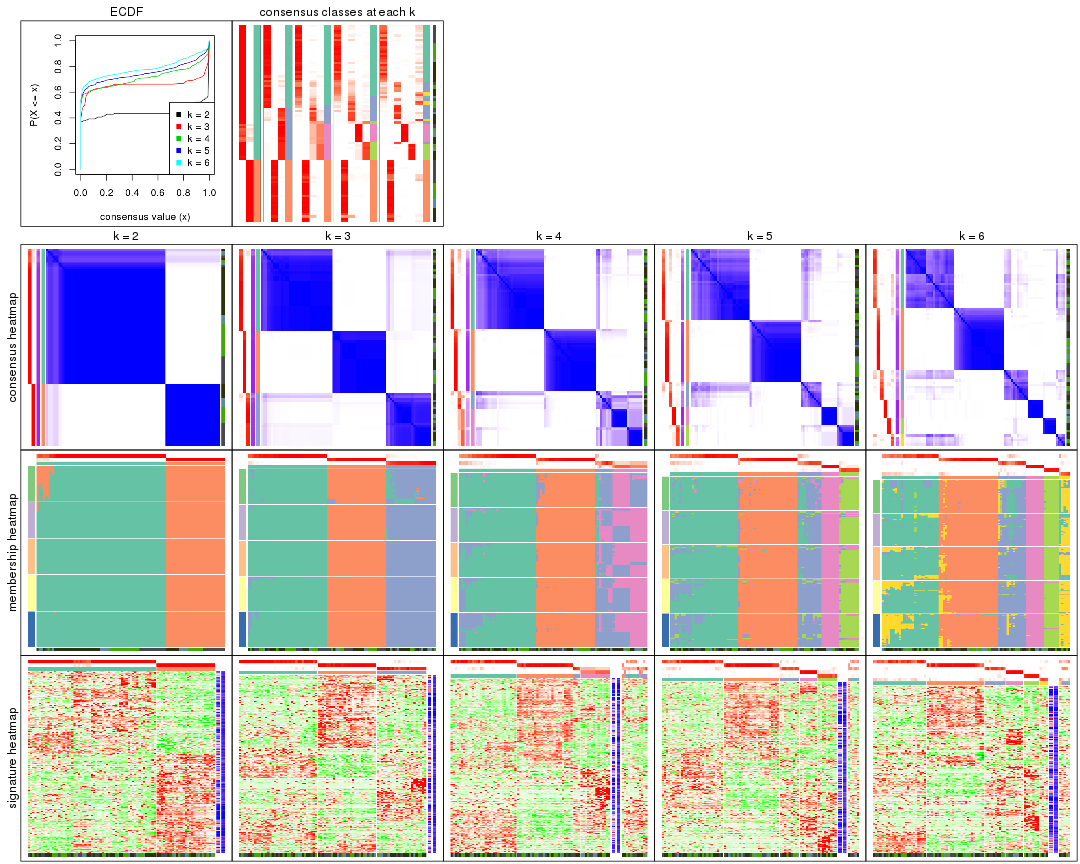 ECDF
consensus classes at each k
P(X <= x)
0.0
0.2
0.4
0.6
0.8
1.0
k = 2
k = 3
k = 4
k = 5
k = 6
0.0 0.2 0.4 0.6 0.8 1.0
consensus value (x)
k = 2
k = 3
k = 4
k = 5
k = 6
consensus heatmap
membership heatmap
signature heatmap